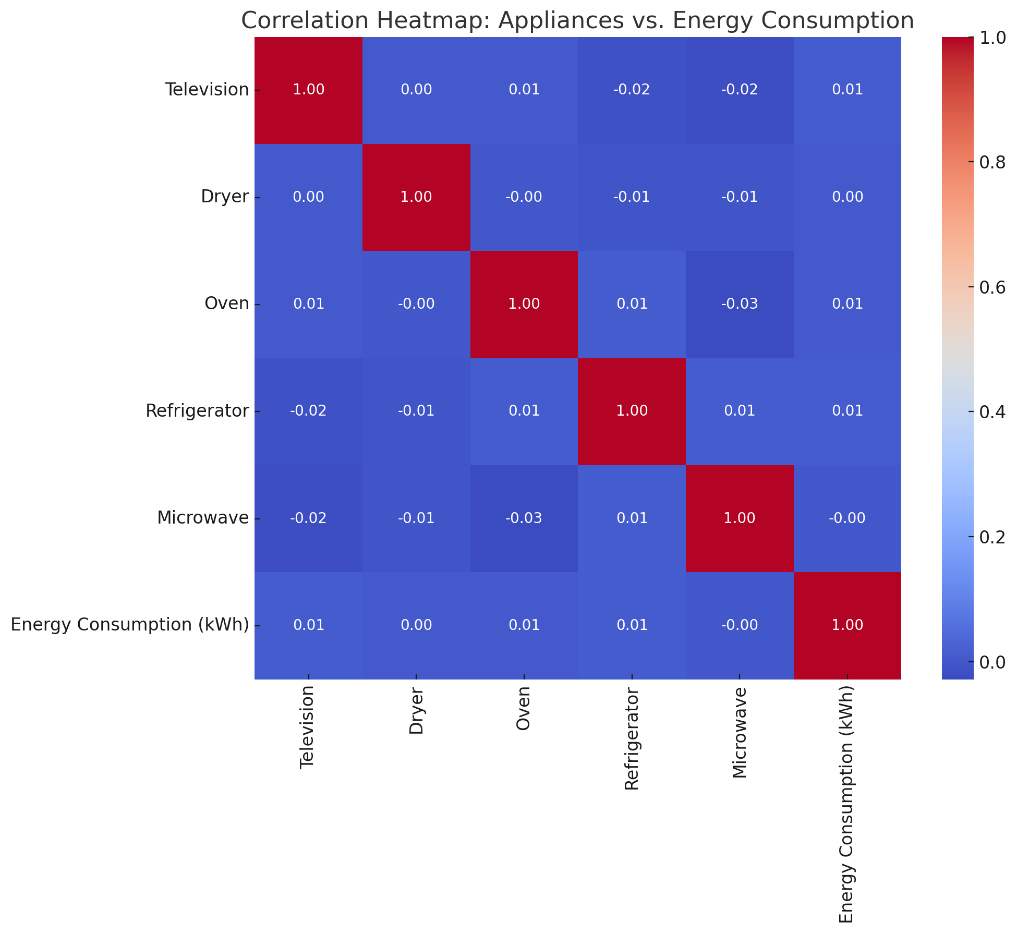 Correlation Heatmap: Appliances vs. Energy Consumption
Television 1.00 0.00 0.01 -0.02 -0.02 0.01
Dryer 0.00 1.00 -0.00 -0.01 -0.01 0.00
Oven 0.01 -0.00 1.00 0.01 -0.03 0.01
Refrigerator -0.02 -0.01 0.01 1.00 0.01 0.01
Microwave -0.02 -0.01 -0.03 0.01 1.00 -0.00
Energy Consumption (kWh) 0.01 0.00 0.01 0.01 -0.00 1.00
Television
Dryer
Oven
Refrigerator
Microwave
Energy Consumption (kWh)
1.0
0.8
0.6
0.4
0.2
0.0